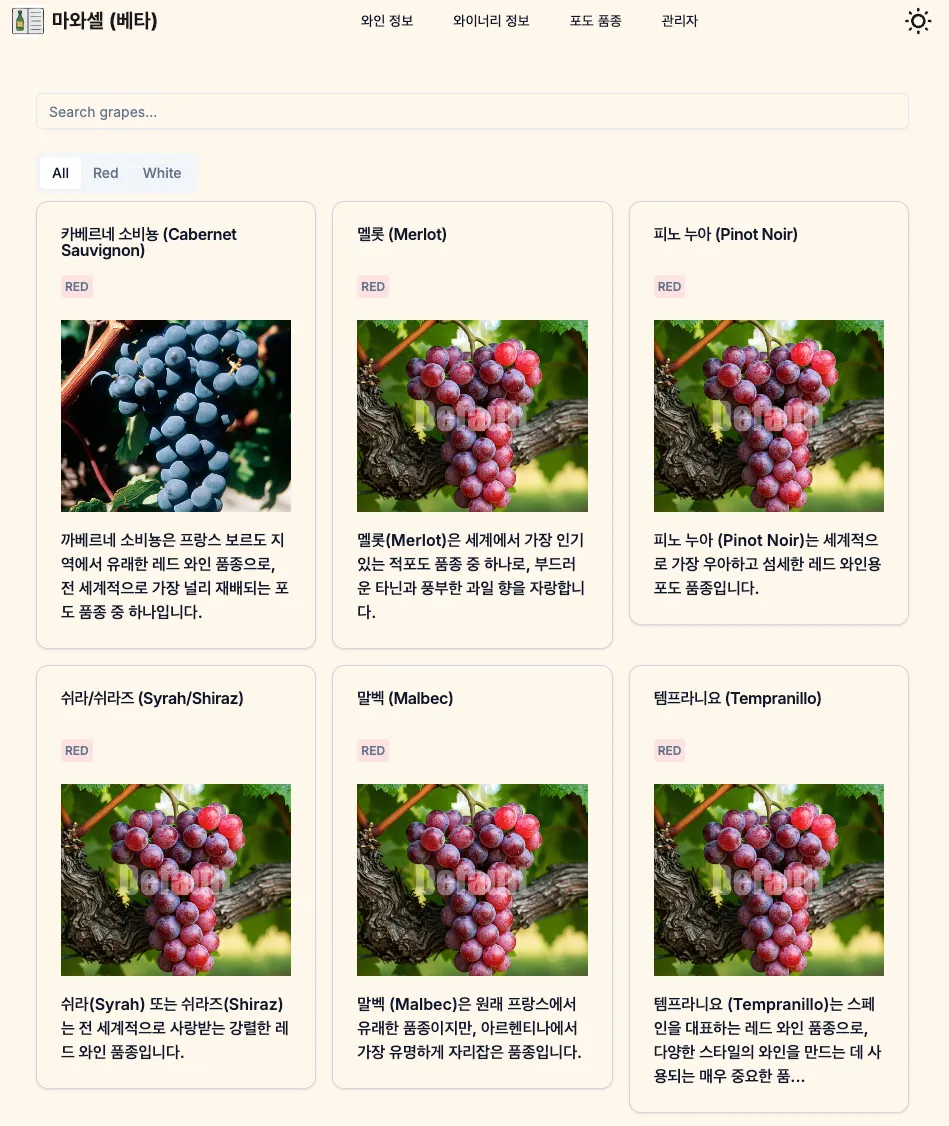 마와셀 (베타)
와인 정보
와이너리 정보
포도 품종
관리자
Search grapes...
All
Red
White
카베르네 소비뇽 (Cabernet
Sauvignon)
RED
까베르네 소비뇽은 프랑스 보르도 지
역에서 유래한 레드 와인 품종으로,
전 세계적으로 가장 널리 재배되는 포
도 품종 중 하나입니다.
멜롯 (Merlot)
RED
Default
멜롯(Merlot)은 세계에서 가장 인기
있는 적포도 품종 중 하나로, 부드러
운 타닌과 풍부한 과일 향을 자랑합니
다.
피노 누아 (Pinot Noir)
RED
Default
피노 누아 (Pinot Noir)는 세계적으
로 가장 우아하고 섬세한 레드 와인용
포도 품종입니다.
쉬라/쉬라즈 (Syrah/Shiraz)
RED
Default
쉬라(Syrah) 또는 쉬라즈(Shiraz)
는 전 세계적으로 사랑받는 강렬한 레
드 와인 품종입니다.
말벡 (Malbec)
RED
Default
말벡 (Malbec)은 원래 프랑스에서
유래한 품종이지만, 아르헨티나에서
가장 유명하게 자리잡은 품종입니다.
템프라니요 (Tempranillo)
RED
Default
템프라니요 (Tempranillo)는 스페
인을 대표하는 레드 와인 품종으로,
다양한 스타일의 와인을 만드는 데 사
용되는 매우 중요한 품...